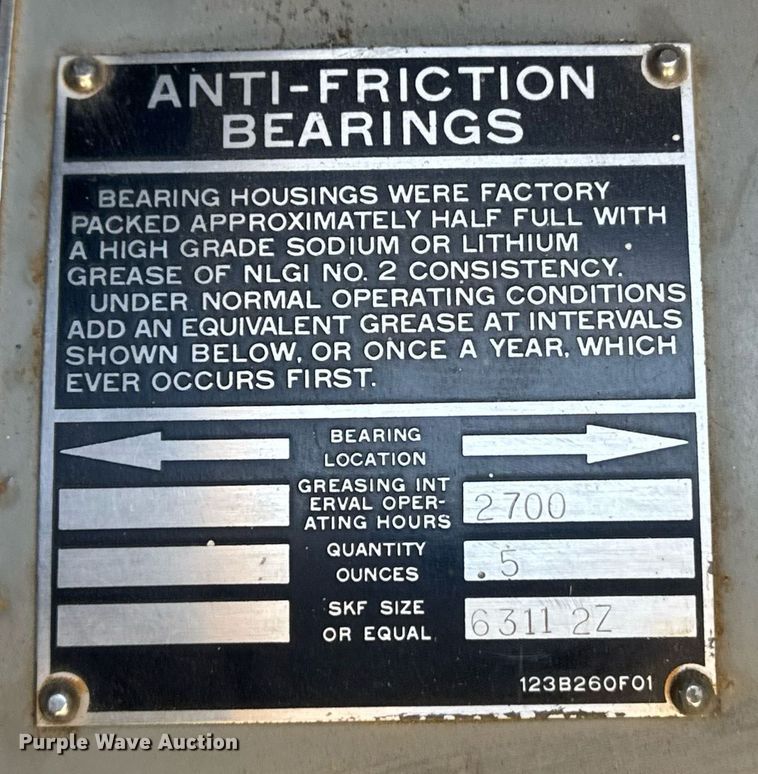 ANTI-FRICTION
BEARINGS
BEARING HOUSINGS WERE FACTORY
PACKED APPROXIMATELY HALF FULL WITH
A HIGH GRADE SODIUM OR LITHIUM
GREASE OF NLGI NO. 2 CONSISTENCY.
UNDER NORMAL OPERATING CONDITIONS
ADD AN EQUIVALENT GREASE AT INTERVALS
SHOWN BELOW, OR ONCE A YEAR, WHICH
EVER OCCURS FIRST.
BEARING
LOCATION
GREASING INT
ERVAL OPER-
ATING HOURS
2700
QUANTITY
OUNCES
.5
SKF SIZE
OR EQUAL
6311 2Z
123B260F01
Purple Wave Auction